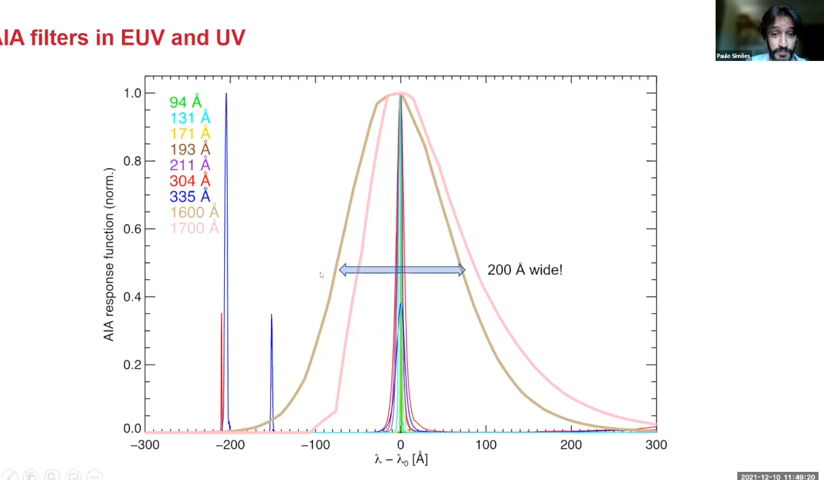 AIA filters in EUV and UV
Paulo Simões
1.0
0.8
0.6
0.4
0.2
0.0
AIA response function (norm.)
94 Å
131 Å
171 Å
193 Å
211 Å
304 Å
335 Å
1600 Å
1700 Å
200 Å wide!
−300
−200
−100
0
100
200
300
λ − λ₀ [Å]
2021-12-10 11:49:20